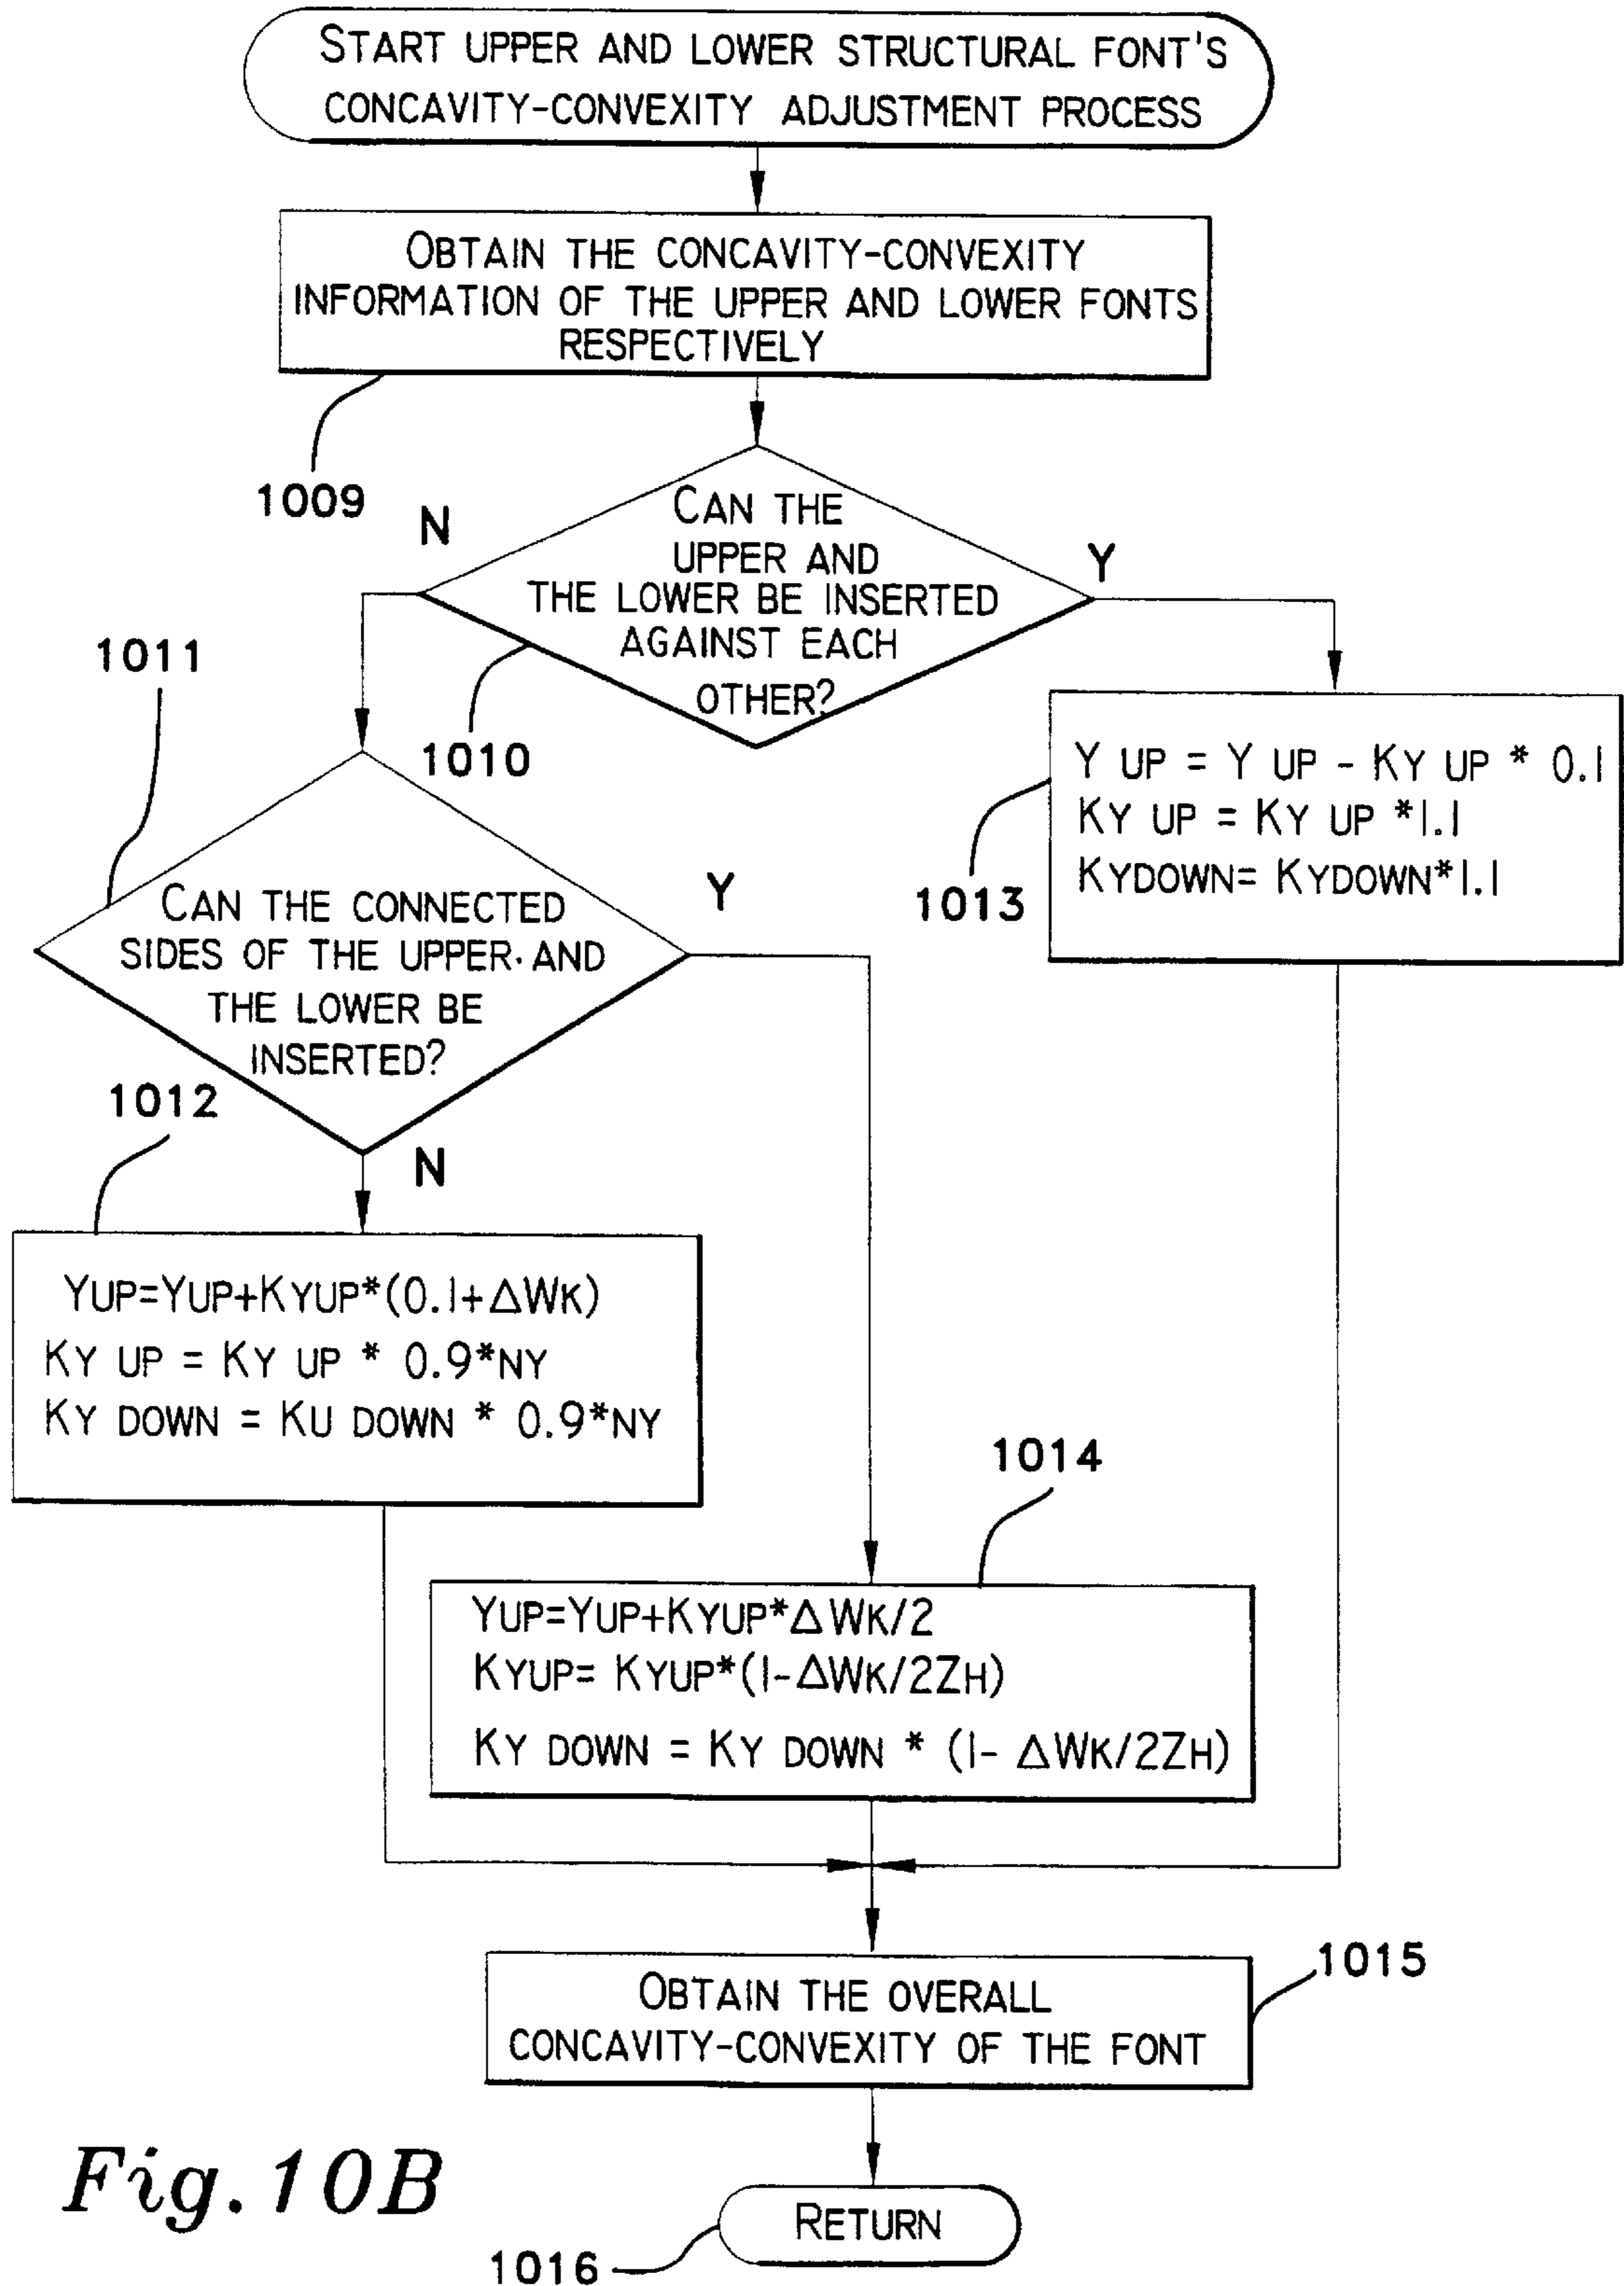 START UPPER AND LOWER STRUCTURAL FONT'S
CONCAVITY-CONVEXITY ADJUSTMENT PROCESS
OBTAIN THE CONCAVITY-CONVEXITY
INFORMATION OF THE UPPER AND LOWER FONTS
RESPECTIVELY
1009
N
CAN THE
UPPER AND
THE LOWER BE INSERTED
AGAINST EACH
OTHER?
Y
1010
1011
CAN THE CONNECTED
SIDES OF THE UPPER·AND
THE LOWER BE
INSERTED?
Y
N
Y UP = Y UP - KY UP * 0.1
KY UP = KY UP *1.1
KYDOWN= KYDOWN*1.1
1013
1012
YUP=YUP+KYUP*(0.1+ΔWK)
KY UP = KY UP * 0.9*NY
KY DOWN = KU DOWN * 0.9*NY
1014
YUP=YUP+KYUP*ΔWK/2
KYUP= KYUP*(1-ΔWK/2ZH)
KY DOWN = KY DOWN * (1- ΔWK/2ZH)
OBTAIN THE OVERALL
CONCAVITY-CONVEXITY OF THE FONT
1015
RETURN
1016
Fig.10B